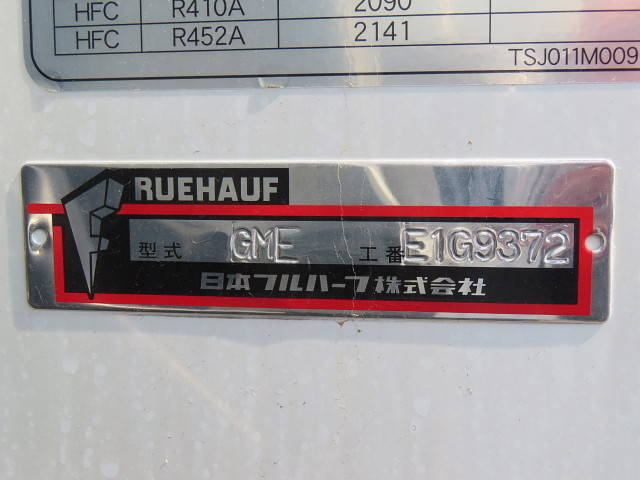 HFC R410A 2090
HFC R452A 2141
TSJ011M009
RUEHAUF
型式 GME 工番 E1G9372
日本フルハーフ株式会社